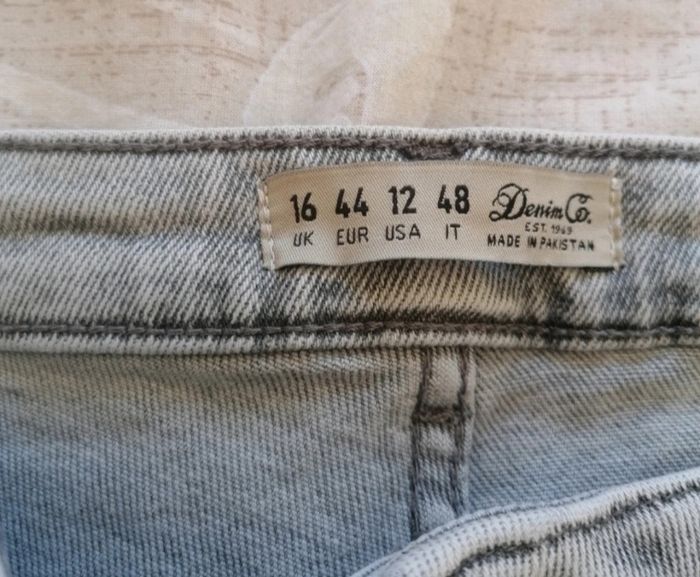 16 44 12 48 Denim Co.
UK EUR USA IT EST. 1969
MADE IN PAKISTAN